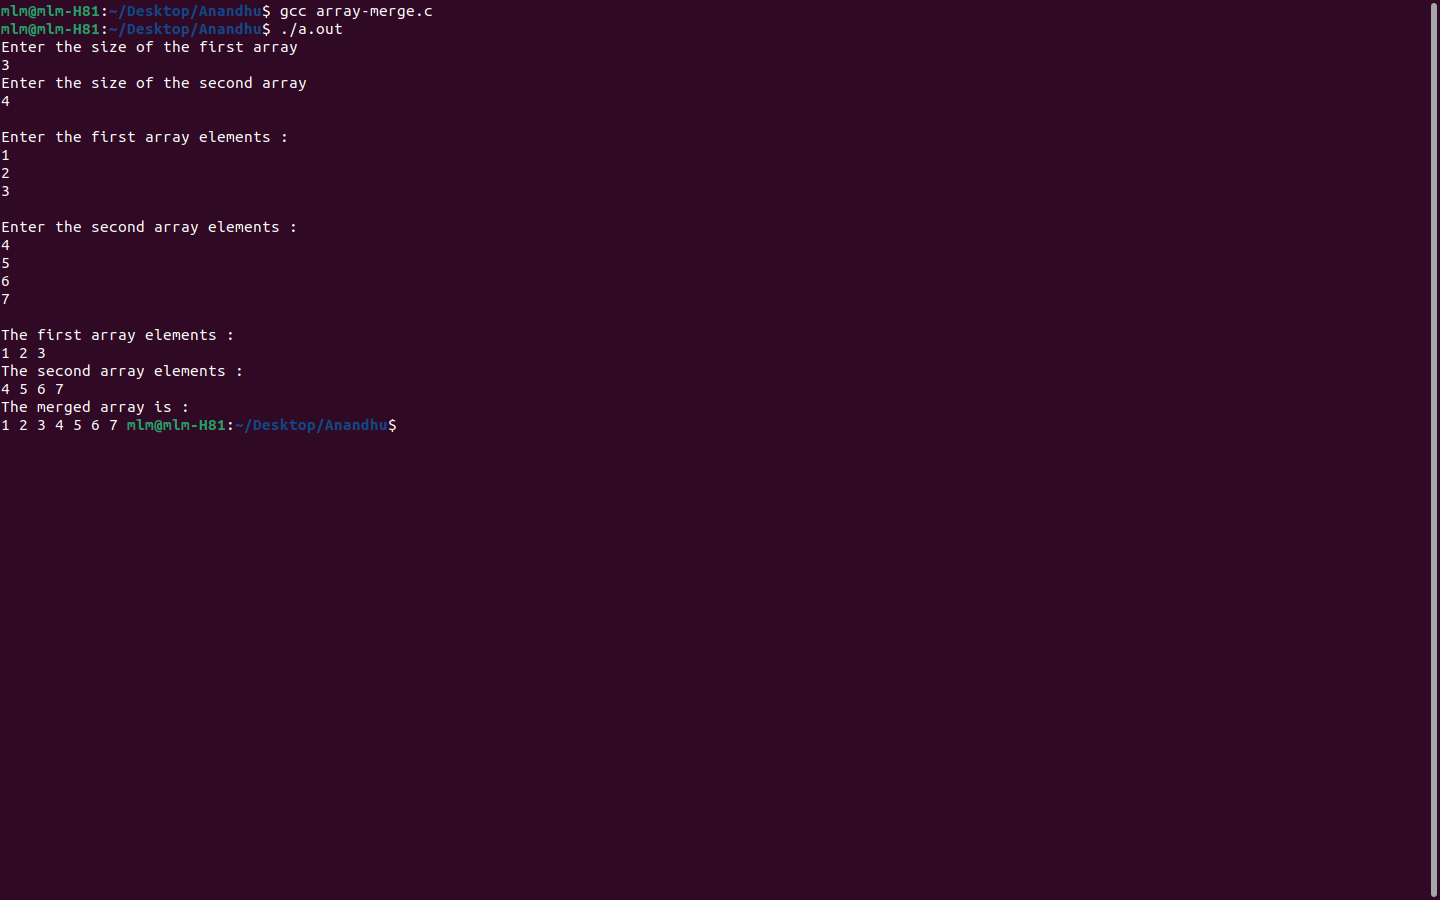 mlm@mlm-H81:~/Desktop/Anandhu$ gcc array-merge.c
mlm@mlm-H81:~/Desktop/Anandhu$ ./a.out
Enter the size of the first array
3
Enter the size of the second array
4
Enter the first array elements :
1
2
3
Enter the second array elements :
4
5
6
7
The first array elements :
1 2 3
The second array elements :
4 5 6 7
The merged array is :
1 2 3 4 5 6 7 mlm@mlm-H81:~/Desktop/Anandhu$